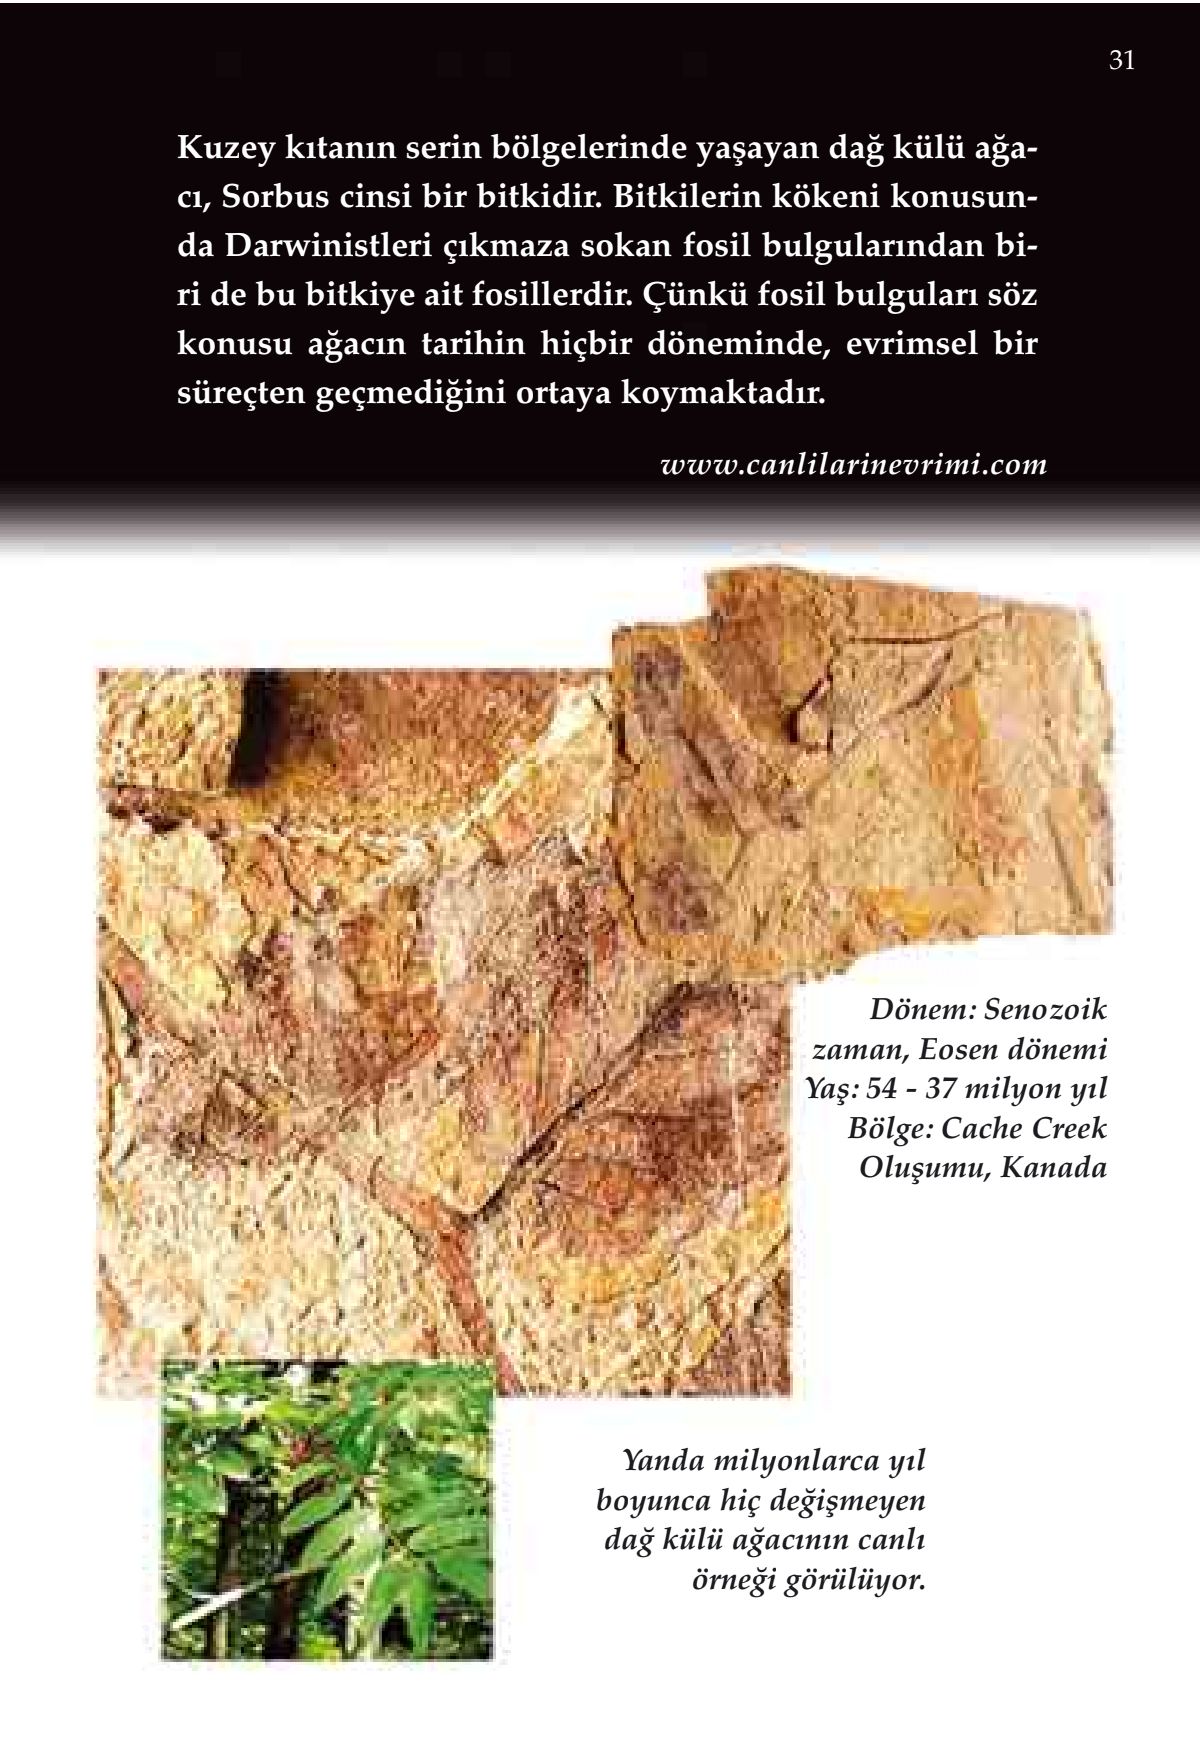 31
Kuzey kıtanın serin bölgelerinde yaşayan dağ külü ağa-
cı, Sorbus cinsi bir bitkidir. Bitkilerin kökeni konusun-
da Darwinistleri çıkmaza sokan fosil bulgularından bi-
ri de bu bitkiye ait fosillerdir. Çünkü fosil bulguları söz
konusu ağacın tarihin hiçbir döneminde, evrimsel bir
süreçten geçmediğini ortaya koymaktadır.
www.canlilarinevrimi.com
Dönem: Senozoik
zaman, Eosen dönemi
Yaş: 54 - 37 milyon yıl
Bölge: Cache Creek
Oluşumu, Kanada
Yanda milyonlarca yıl
boyunca hiç değişmeyen
dağ külü ağacının canlı
örneği görülüyor.